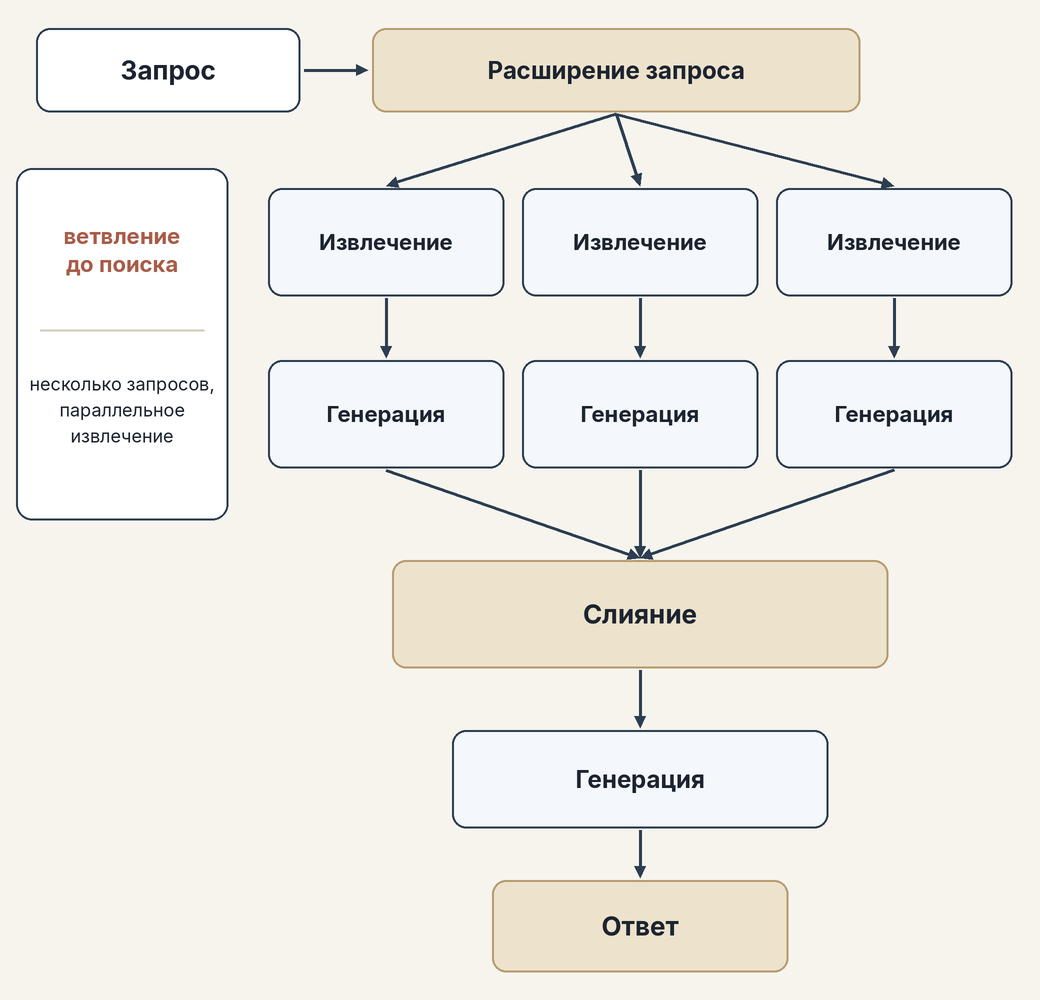 Запрос
Расширение запроса
ветвление
до поиска
несколько запросов,
параллельное
извлечение
Извлечение
Извлечение
Извлечение
Генерация
Генерация
Генерация
Слияние
Генерация
Ответ